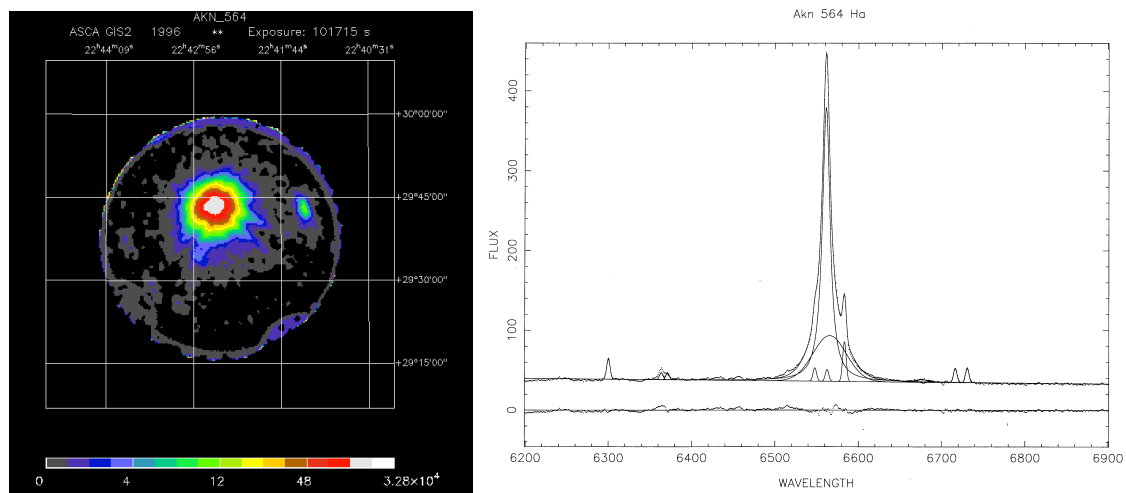 AKN_564
ASCA GIS2 1996 ** Exposure: 101715 s
22ʰ44ᵐ09ˢ 22ʰ42ᵐ56ˢ 22ʰ41ᵐ44ˢ 22ʰ40ᵐ31ˢ
+30°00'00"
+29°45'00"
+29°30'00"
+29°15'00"
0 4 12 48 3.28×10⁴
Akn 564 Ha
400
300
200
100
0
FLUX
6200 6300 6400 6500 6600 6700 6800 6900
WAVELENGTH